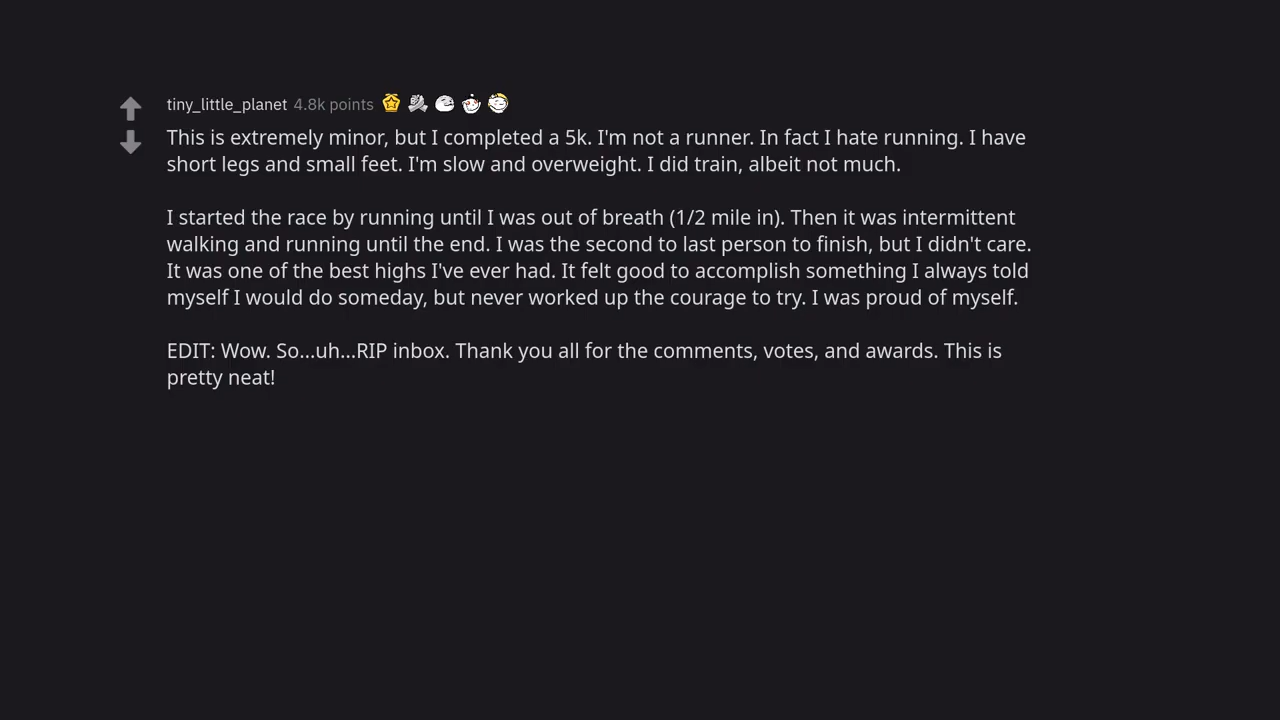 tiny_little_planet 4.8k points
This is extremely minor, but I completed a 5k. I'm not a runner. In fact I hate running. I have
short legs and small feet. I'm slow and overweight. I did train, albeit not much.
I started the race by running until I was out of breath (1/2 mile in). Then it was intermittent
walking and running until the end. I was the second to last person to finish, but I didn't care.
It was one of the best highs I've ever had. It felt good to accomplish something I always told
myself I would do someday, but never worked up the courage to try. I was proud of myself.
EDIT: Wow. So...uh...RIP inbox. Thank you all for the comments, votes, and awards. This is
pretty neat!